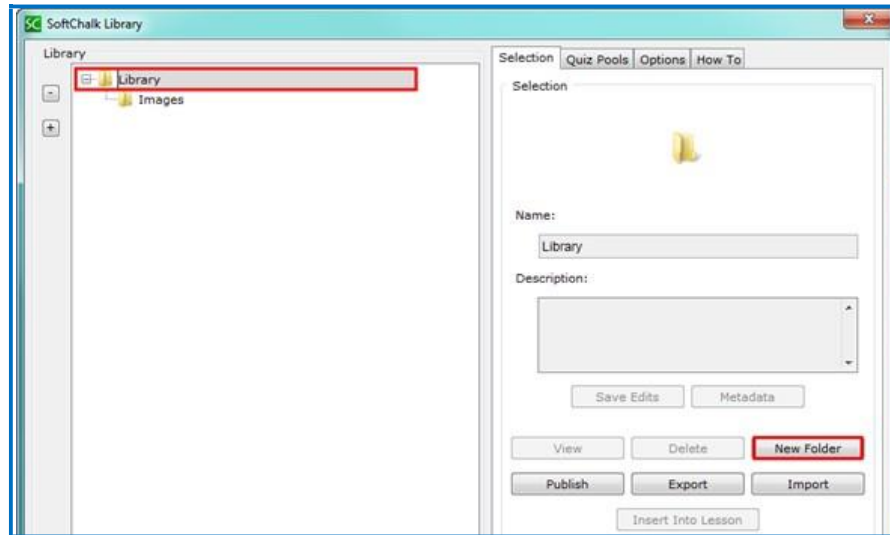 SC SoftChalk Library
x
Library
Library
Images
-
+
Selection Quiz Pools Options How To
Selection
Name:
Library
Description:
Save Edits Metadata
View Delete New Folder
Publish Export Import
Insert Into Lesson